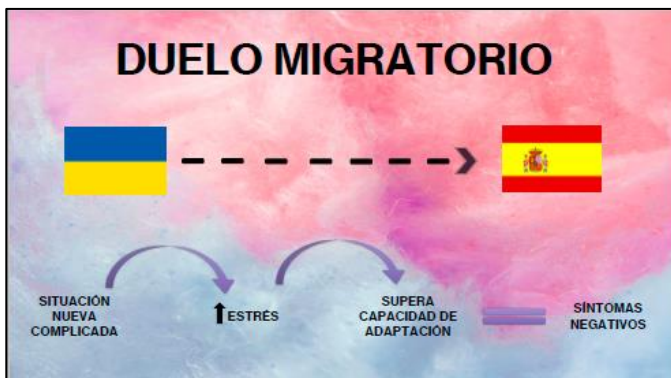 DUELO MIGRATORIO
SITUACIÓN
NUEVA
COMPLICADA
ESTRÉS
SUPERA
CAPACIDAD DE
ADAPTACIÓN
SÍNTOMAS
NEGATIVOS